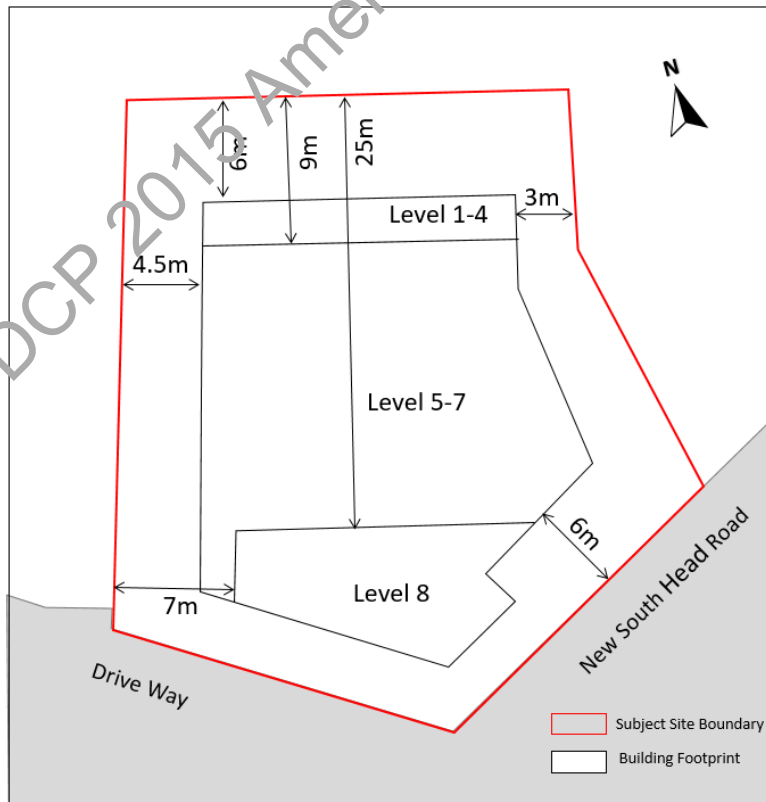 DCP 2015 Amen
N
6m
9m
25m
Level 1-4
3m
4.5m
Level 5-7
6m
Level 8
7m
New South Head Road
Drive Way
Subject Site Boundary
Building Footprint